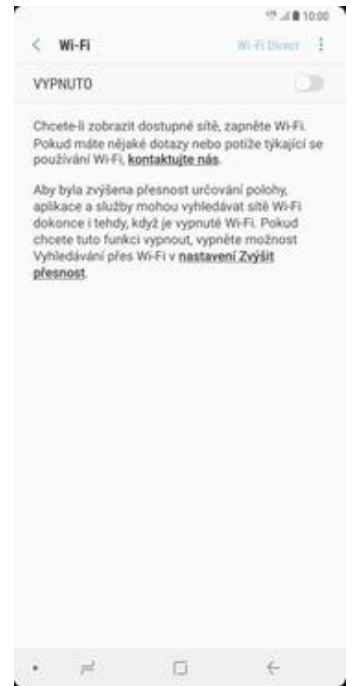 10:00
Wi-Fi
Wi-Fi Direct
VYPNUTO
Chcete-li zobrazit dostupné sítě, zapněte Wi-Fi.
Pokud máte nějaké dotazy nebo potíže týkající se
používání Wi-Fi, kontaktujte nás.
Aby byla zvýšena přesnost určování polohy,
aplikace a služby mohou vyhledávat sítě Wi-Fi
dokonce i tehdy, když je vypnuté Wi-Fi. Pokud
chcete tuto funkci vypnout, vypněte možnost
Vyhledávání přes Wi-Fi v nastavení Zvýšit
přesnost.